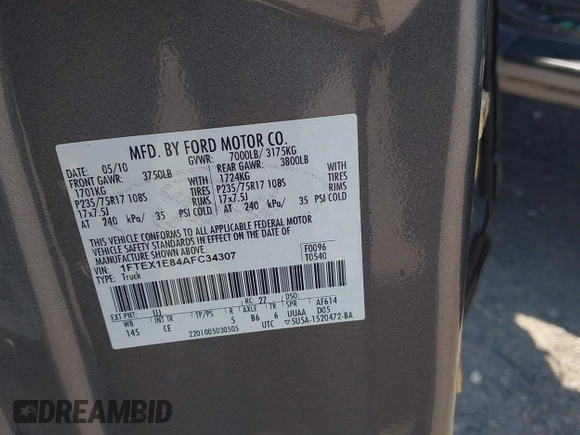 MFD. BY FORD MOTOR CO.
DATE: 05/10 GVWR: 7000LB/ 3175KG
FRONT GAWR: 3750LB REAR GAWR: 3800LB
1701KG WITH 1724KG WITH
P235/75R17 108S TIRES P235/75R17 108S TIRES
17x7.5J RIMS 17x7.5J RIMS
AT 240 kPa/ 35 PSI COLD AT 240 kPa/ 35 PSI COLD
THIS VEHICLE CONFORMS TO ALL APPLICABLE FEDERAL MOTOR
VEHICLE SAFETY STANDARDS IN EFFECT ON THE DATE OF
MANUFACTURE SHOWN ABOVE.
VIN: 1FTEX1E84AFC34307 F0096
TYPE: Truck T0540
EXT PNT: UJ RC: 27 DSO:
WB INT TR TP/PS R AXLE TR SPR AF614
145 CE 5 B6 6 UUAA D05
2201005030505 UTC 5U5A-1520472-BA
DREAMBID